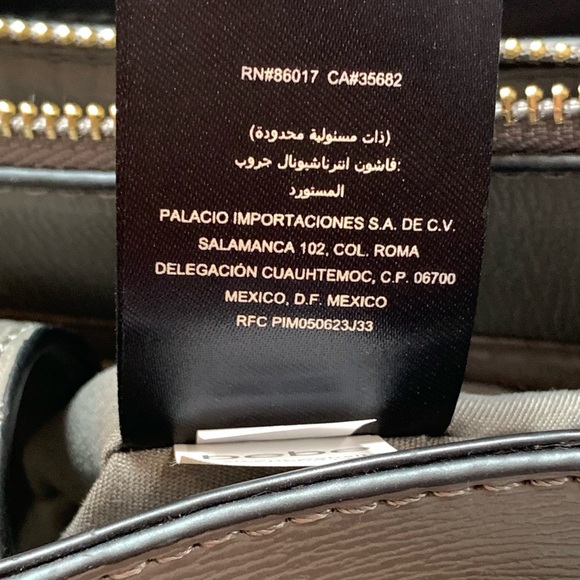 RN#86017 CA#35682
(ذات مسئولية محدودة)
فاشون انترناشيونال جروب:
المستورد
PALACIO IMPORTACIONES S.A. DE C.V.
SALAMANCA 102, COL. ROMA
DELEGACIÓN CUAUHTEMOC, C.P. 06700
MEXICO, D.F. MEXICO
RFC PIM050623J33